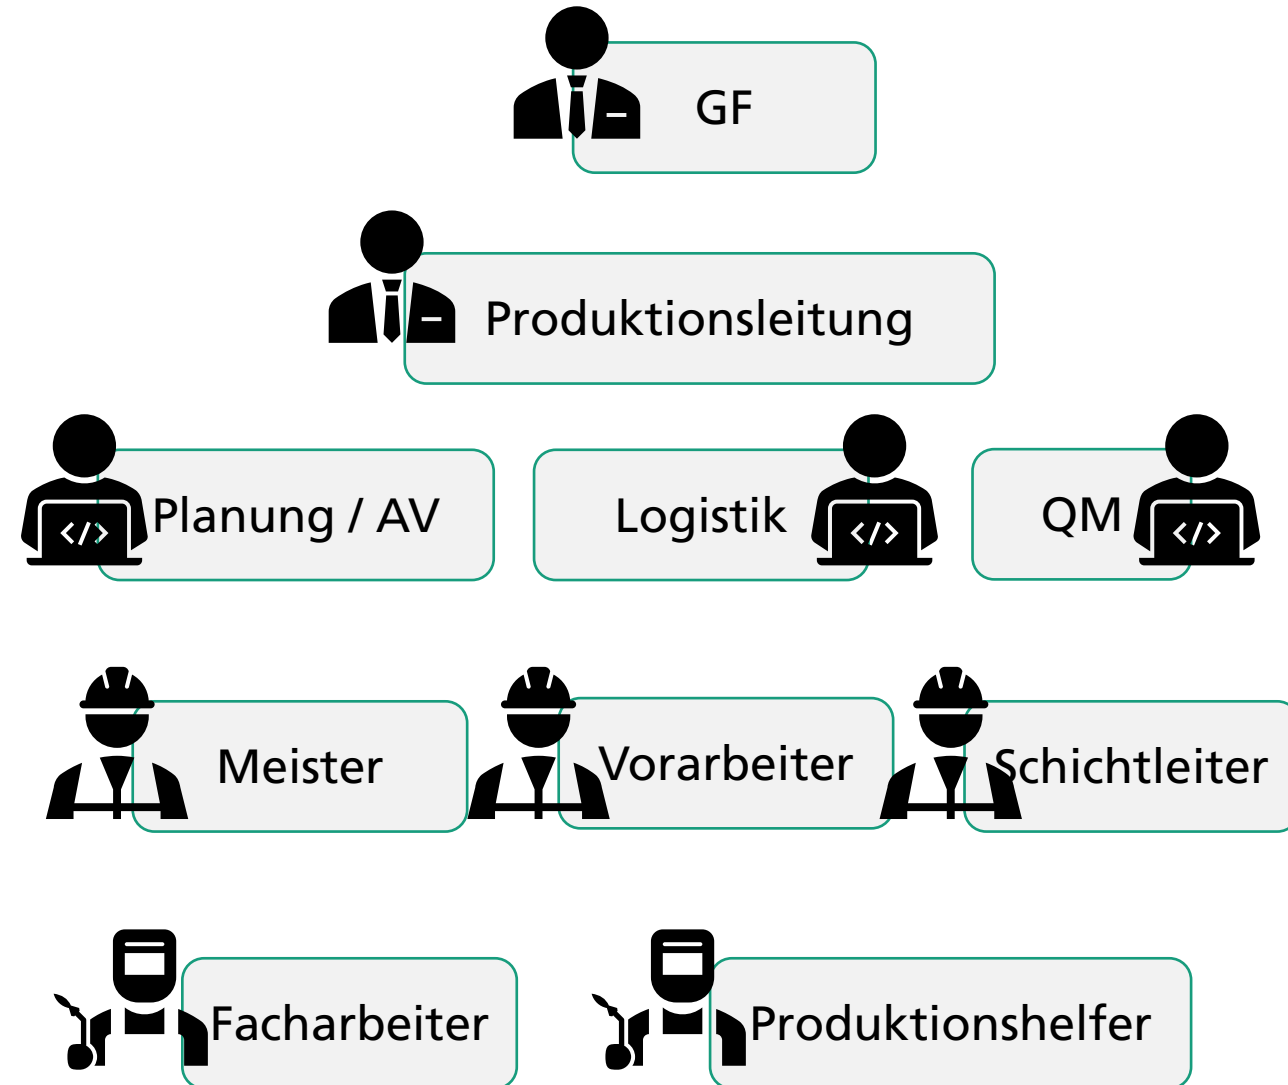 GF
Produktionsleitung
Planung / AV
Logistik
QM
Meister
Vorarbeiter
Schichtleiter
Facharbeiter
Produktionshelfer